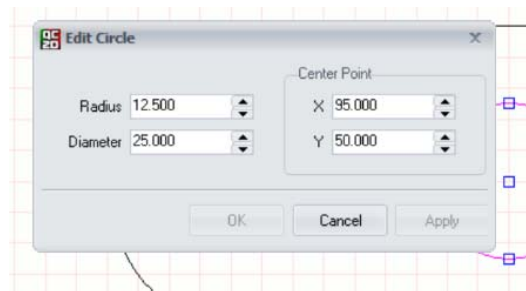 Edit Circle
Center Point
Radius 12.500
X 95.000
Diameter 25.000
Y 50.000
OK
Cancel
Apply